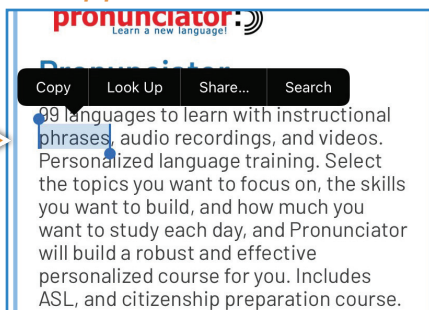 pronunciator:))
Learn a new language!
Pronunciator
Copy Look Up Share... Search
99 languages to learn with instructional
phrases, audio recordings, and videos.
Personalized language training. Select
the topics you want to focus on, the skills
you want to build, and how much you
want to study each day, and Pronunciator
will build a robust and effective
personalized course for you. Includes
ASL, and citizenship preparation course.